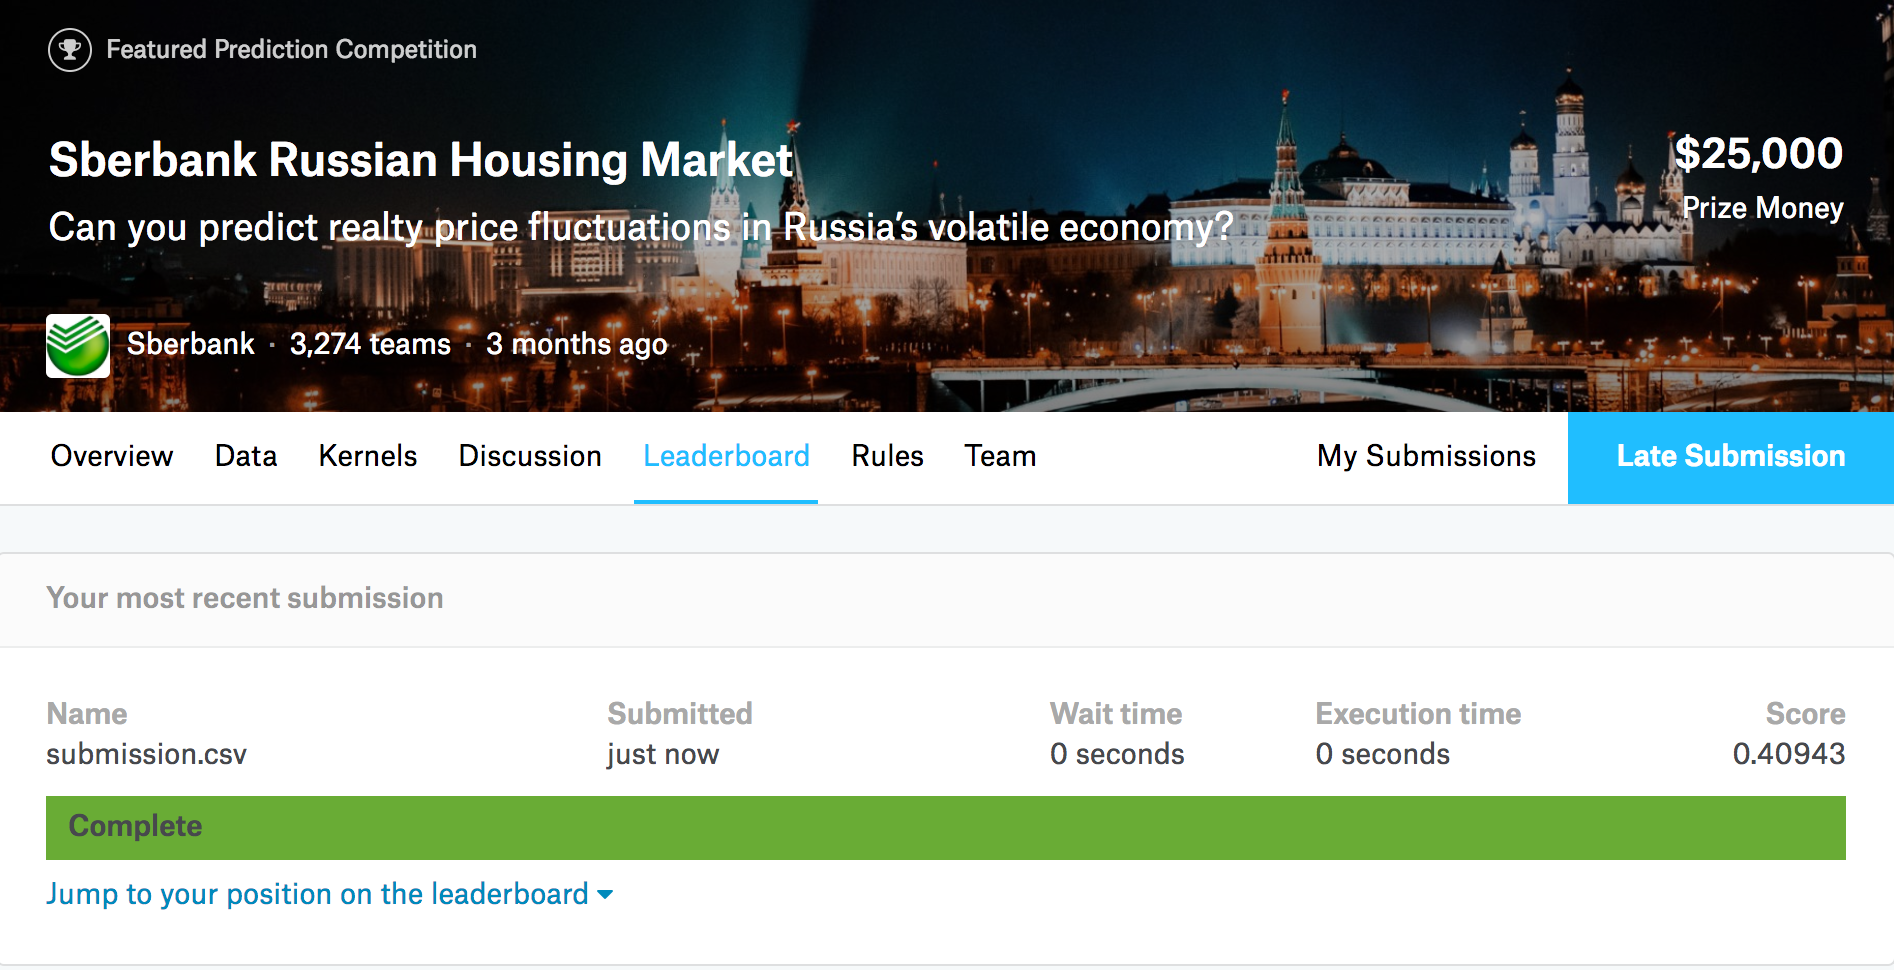 Featured Prediction Competition
Sberbank Russian Housing Market
$25,000
Can you predict realty price fluctuations in Russia's volatile economy?
Prize Money
Sberbank · 3,274 teams · 3 months ago
Overview Data Kernels Discussion Leaderboard Rules Team My Submissions Late Submission
Your most recent submission
Name Submitted Wait time Execution time Score
submission.csv just now 0 seconds 0 seconds 0.40943
Complete
Jump to your position on the leaderboard